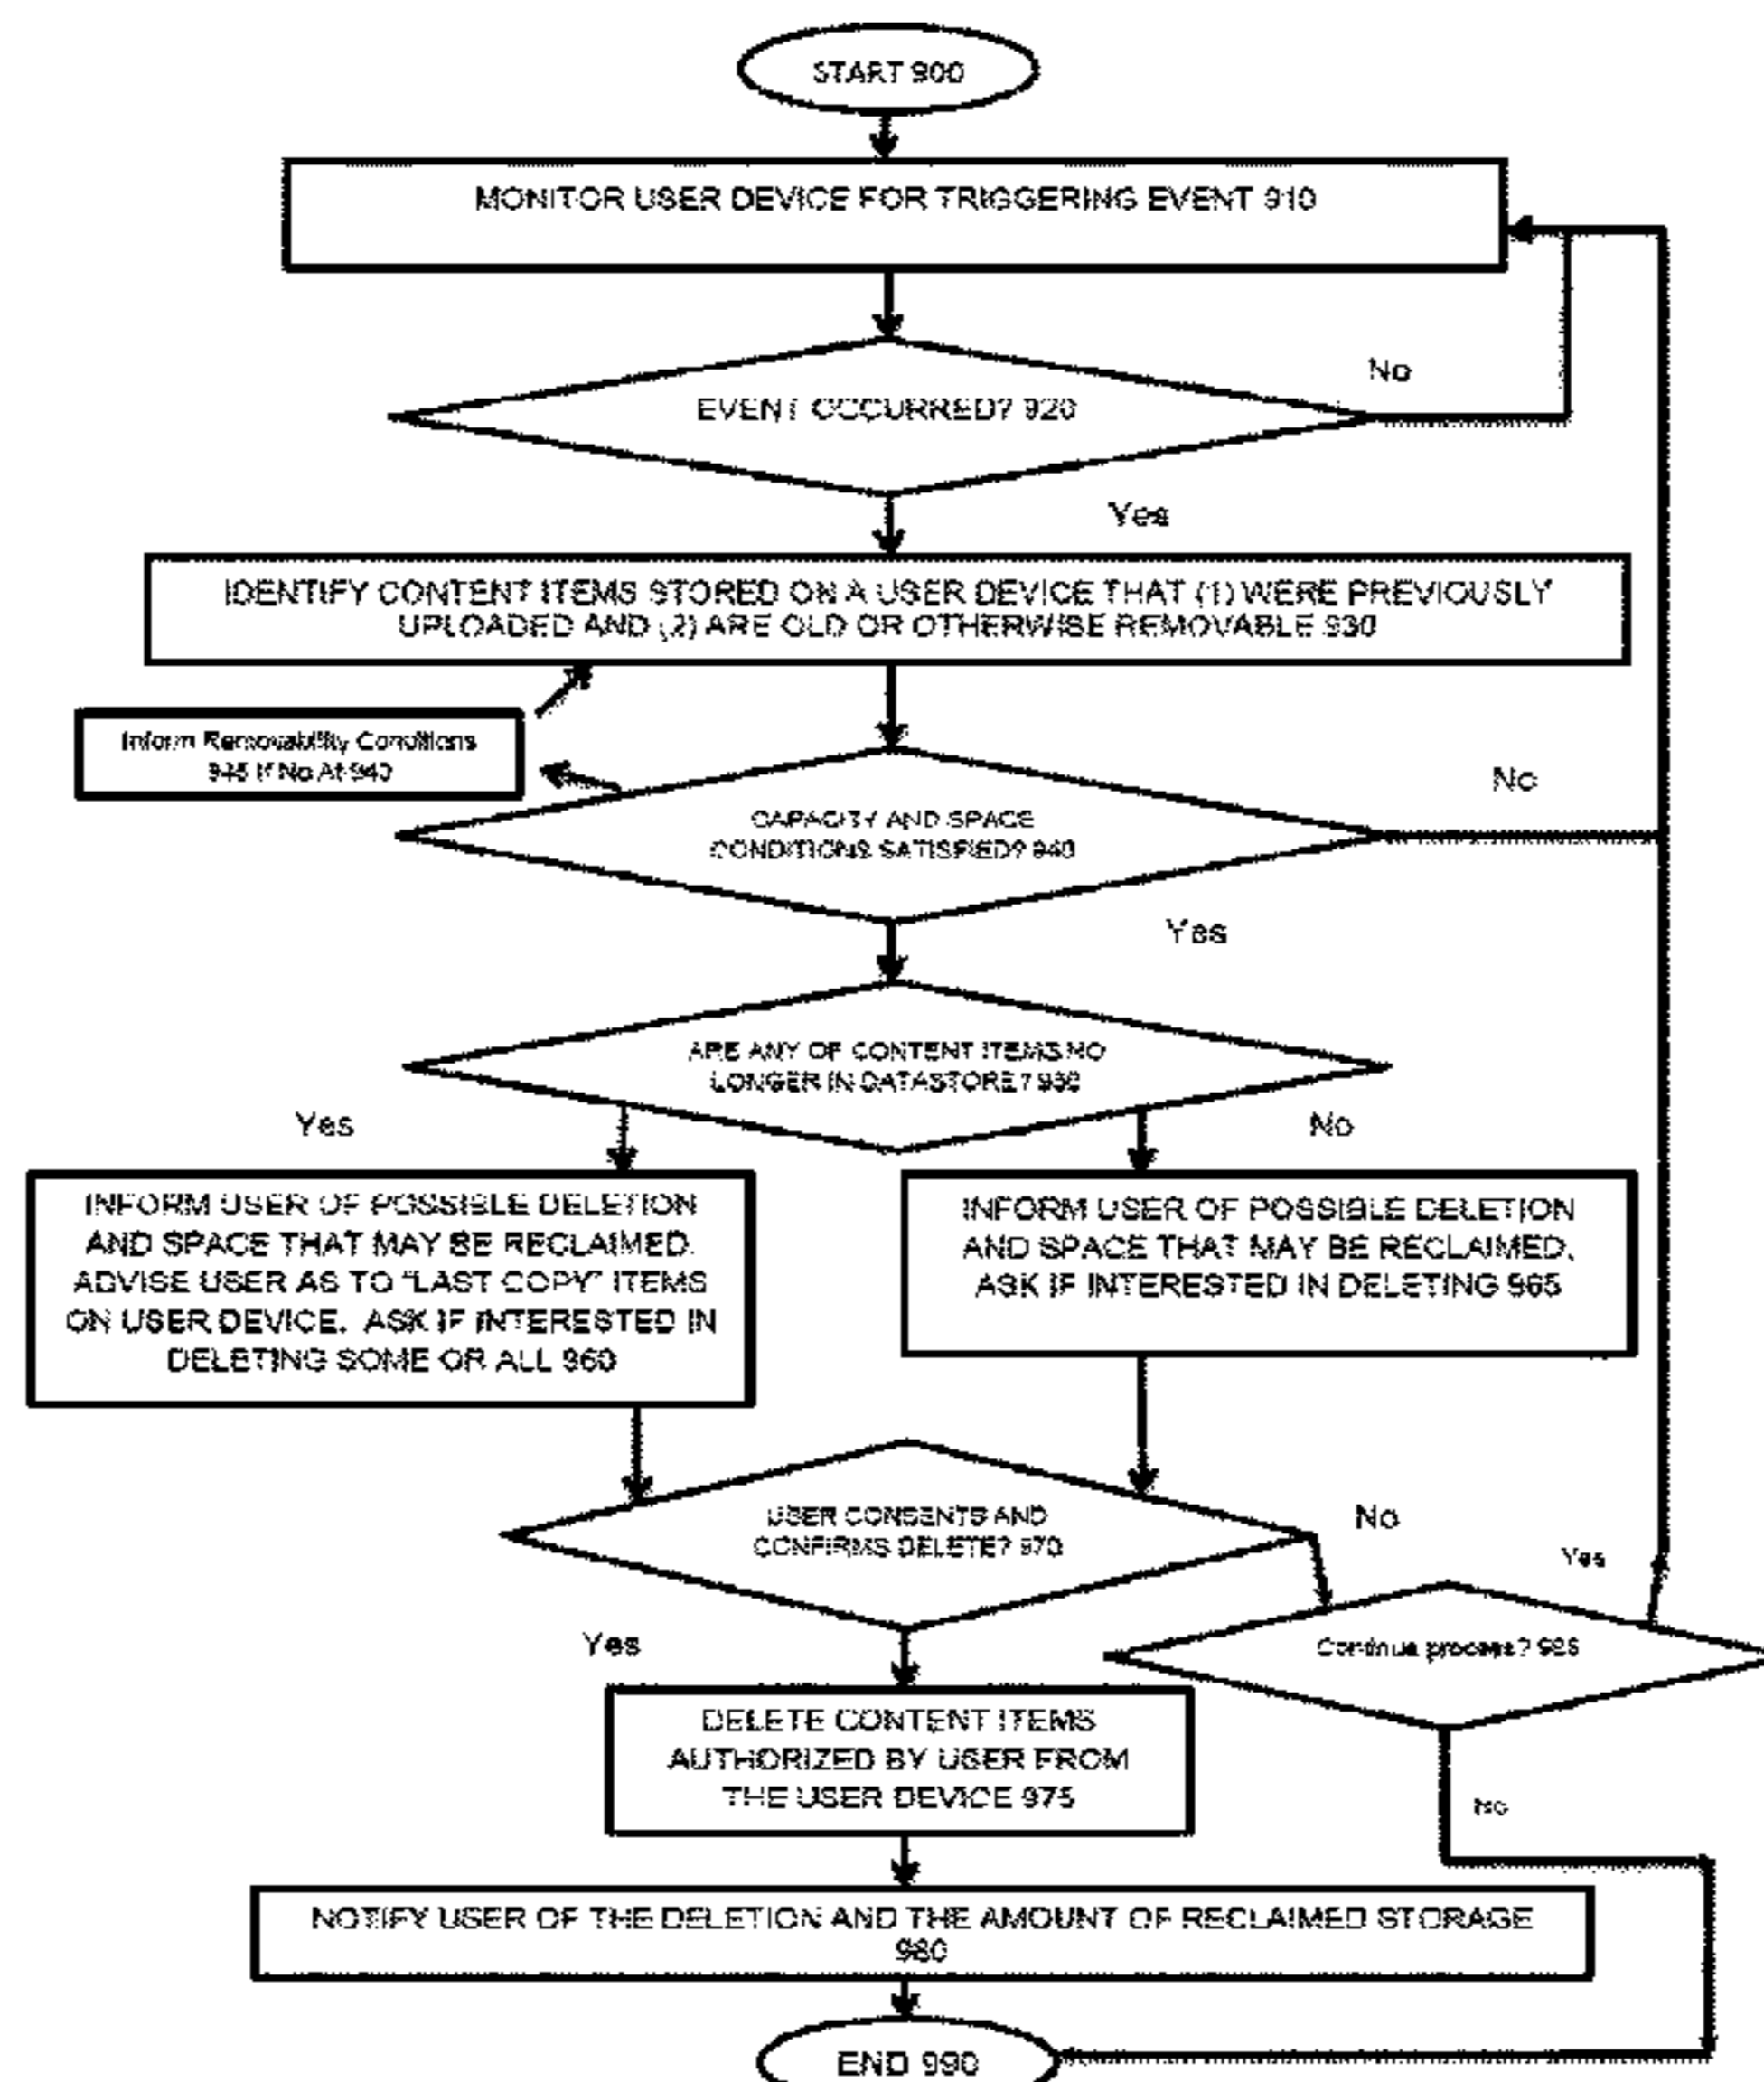 START 900
MONITOR USER DEVICE FOR TRIGGERING EVENT 910
No
EVENT OCCURRED? 920
Yes
IDENTIFY CONTENT ITEMS STORED ON A USER DEVICE THAT (1) WERE PREVIOUSLY
UPLOADED AND (2) ARE OLD OR OTHERWISE REMOVABLE 930
Inform Removability Conditions
945 If No At 940
No
CAPACITY AND SPACE
CONDITIONS SATISFIED? 940
Yes
ARE ANY OF CONTENT ITEMS NO
LONGER IN DATASTORE? 950
Yes
No
INFORM USER OF POSSIBLE DELETION
AND SPACE THAT MAY BE RECLAIMED.
ADVISE USER AS TO "LAST COPY" ITEMS
ON USER DEVICE. ASK IF INTERESTED IN
DELETING SOME OR ALL 960
INFORM USER OF POSSIBLE DELETION
AND SPACE THAT MAY BE RECLAIMED,
ASK IF INTERESTED IN DELETING 965
USER CONSENTS AND
CONFIRMS DELETE? 970
No
Yes
Yes
Continue process? 985
DELETE CONTENT ITEMS
AUTHORIZED BY USER FROM
THE USER DEVICE 975
No
NOTIFY USER OF THE DELETION AND THE AMOUNT OF RECLAIMED STORAGE
980
END 990